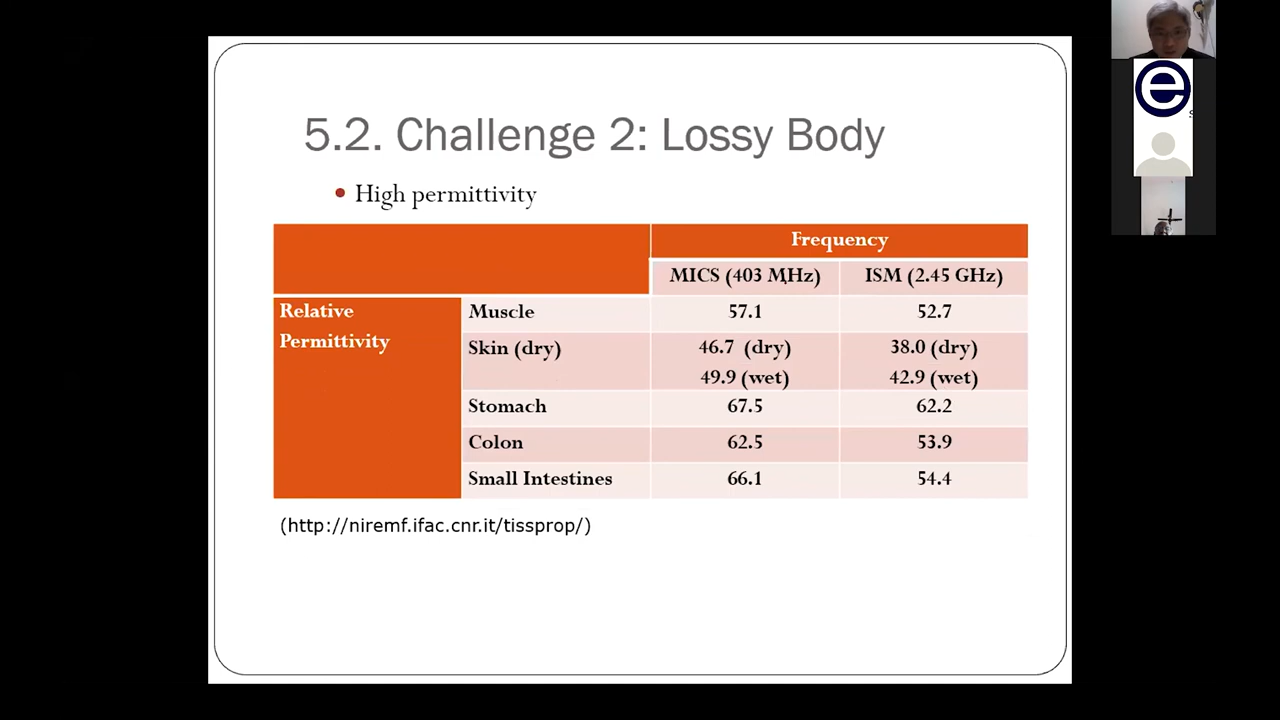 5.2. Challenge 2: Lossy Body
• High permittivity
Frequency
MICS (403 MHz) ISM (2.45 GHz)
Relative Permittivity
Muscle 57.1 52.7
Skin (dry) 46.7 (dry) 38.0 (dry)
49.9 (wet) 42.9 (wet)
Stomach 67.5 62.2
Colon 62.5 53.9
Small Intestines 66.1 54.4
(http://niremf.ifac.cnr.it/tissprop/)
e
s